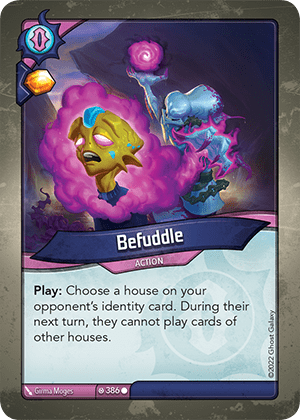 Befuddle
ACTION
Play: Choose a house on your
opponent's identity card. During their
next turn, they cannot play cards of
other houses.
Girma Moges
386
©2022 Ghost Galaxy